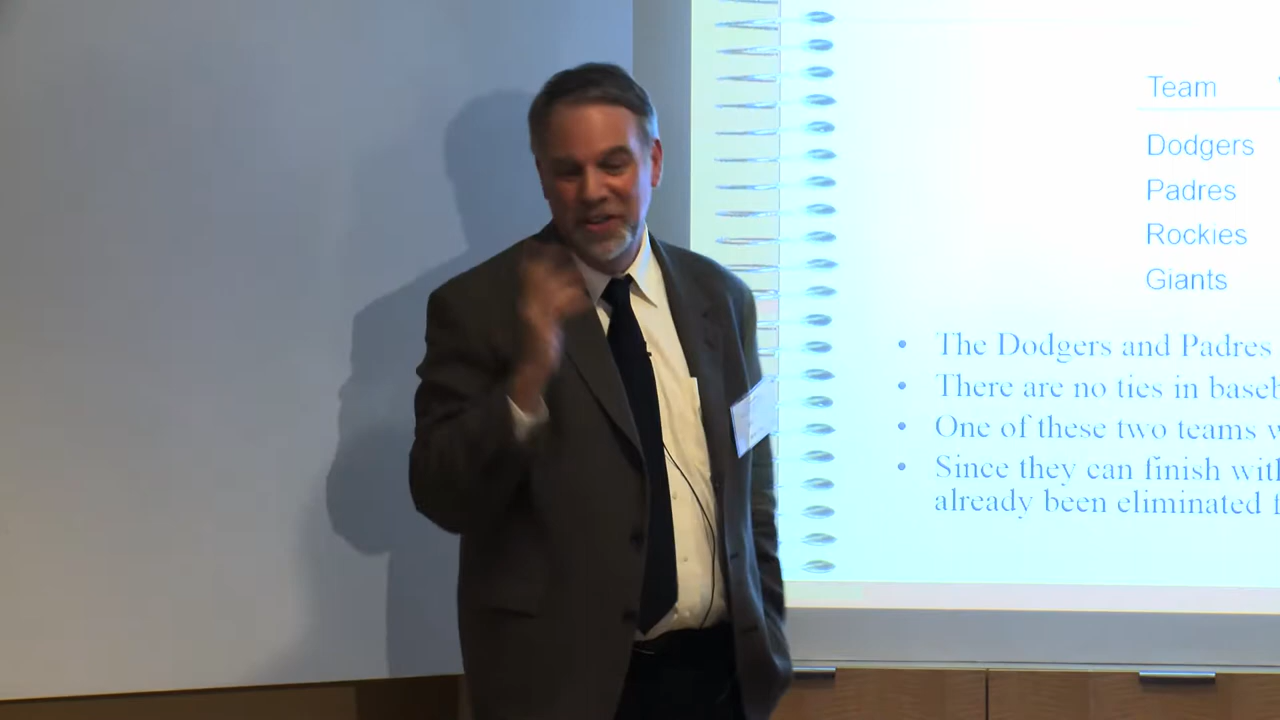 Team
Dodgers
Padres
Rockies
Giants
• The Dodgers and Padres
• There are no ties in baseb
• One of these two teams w
• Since they can finish with
already been eliminated f